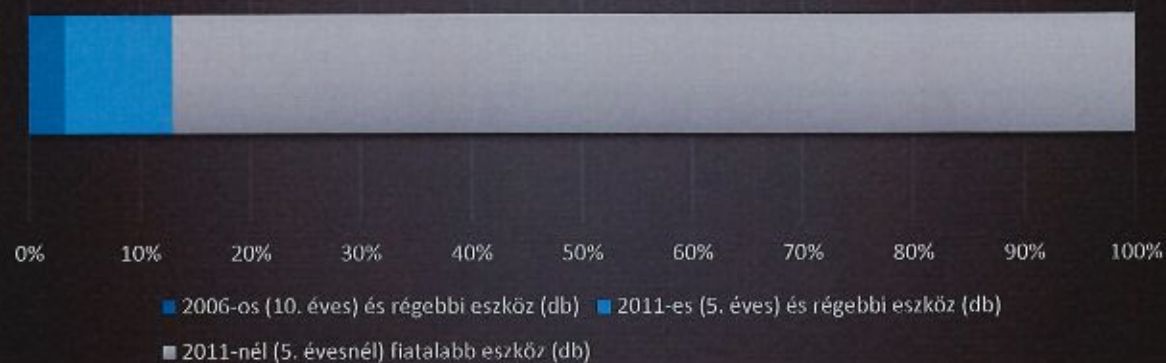 0% 10% 20% 30% 40% 50% 60% 70% 80% 90% 100%
2006-os (10. éves) és régebbi eszköz (db) 2011-es (5. éves) és régebbi eszköz (db)
2011-nél (5. évesnél) fiatalabb eszköz (db)